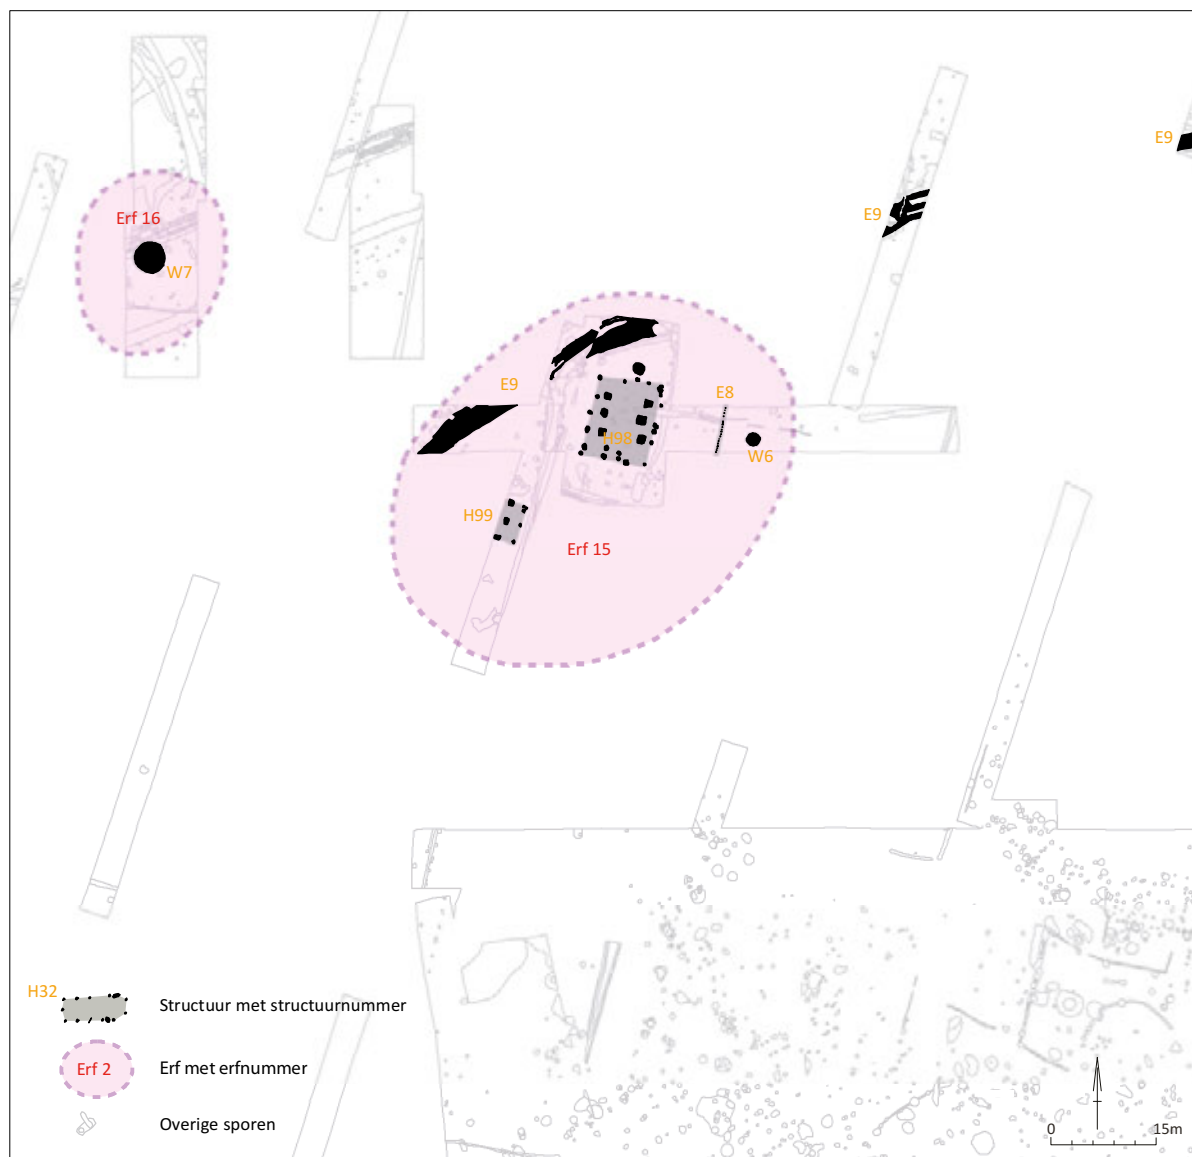 E9
E9
Erf 16
W7
E9
E8
H98
W6
H99
Erf 15
H32
Structuur met structuurnummer
Erf 2
Erf met erfnummer
Overige sporen
0
15m